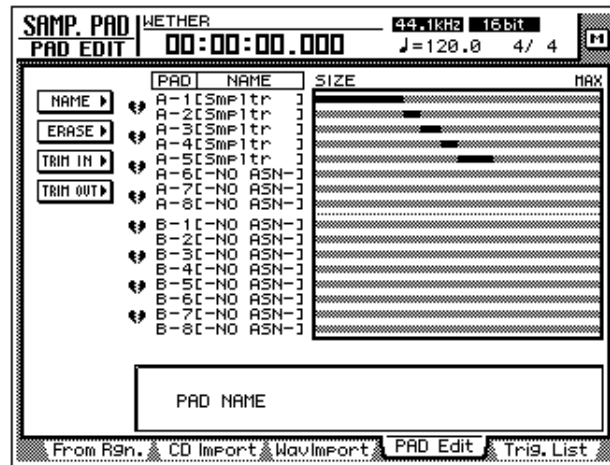 SAMP. PAD
PAD EDIT
WETHER
00:00:00.000
44.1kHz 16bit
♩=120.0 4/ 4
M
PAD NAME SIZE MAX
NAME
ERASE
TRIM IN
TRIM OUT
A-1[Smpltr ]
A-2[Smpltr ]
A-3[Smpltr ]
A-4[Smpltr ]
A-5[Smpltr ]
A-6[-NO ASN-]
A-7[-NO ASN-]
A-8[-NO ASN-]
B-1[-NO ASN-]
B-2[-NO ASN-]
B-3[-NO ASN-]
B-4[-NO ASN-]
B-5[-NO ASN-]
B-6[-NO ASN-]
B-7[-NO ASN-]
B-8[-NO ASN-]
PAD NAME
From Rgn. CD Import WavImport PAD Edit Trig. List